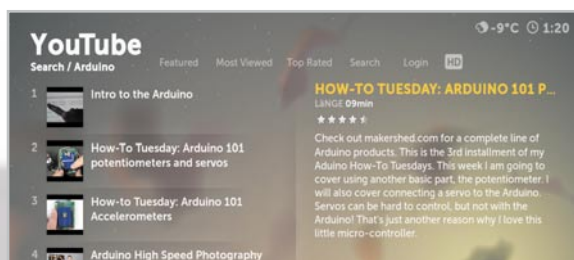 -9°C 1:20
YouTube
Search / Arduino
Featured Most Viewed Top Rated Search Login HD
1 Intro to the Arduino
2 How-To Tuesday: Arduino 101
potentiometers and servos
3 How-to Tuesday: Arduino 101
Accelerometers
4 Arduino High Speed Photography
HOW-TO TUESDAY: ARDUINO 101 P...
LÄNGE 09min
Check out makershed.com for a complete line of
Arduino products. This is the 3rd installment of my
Aduino How-To Tuesdays. This week I am going to
cover using another basic part, the potentiometer. I
will also cover connecting a servo to the Arduino.
Servos can be hard to control, but not with the
Arduino! That's just another reason why I love this
little micro-controller.